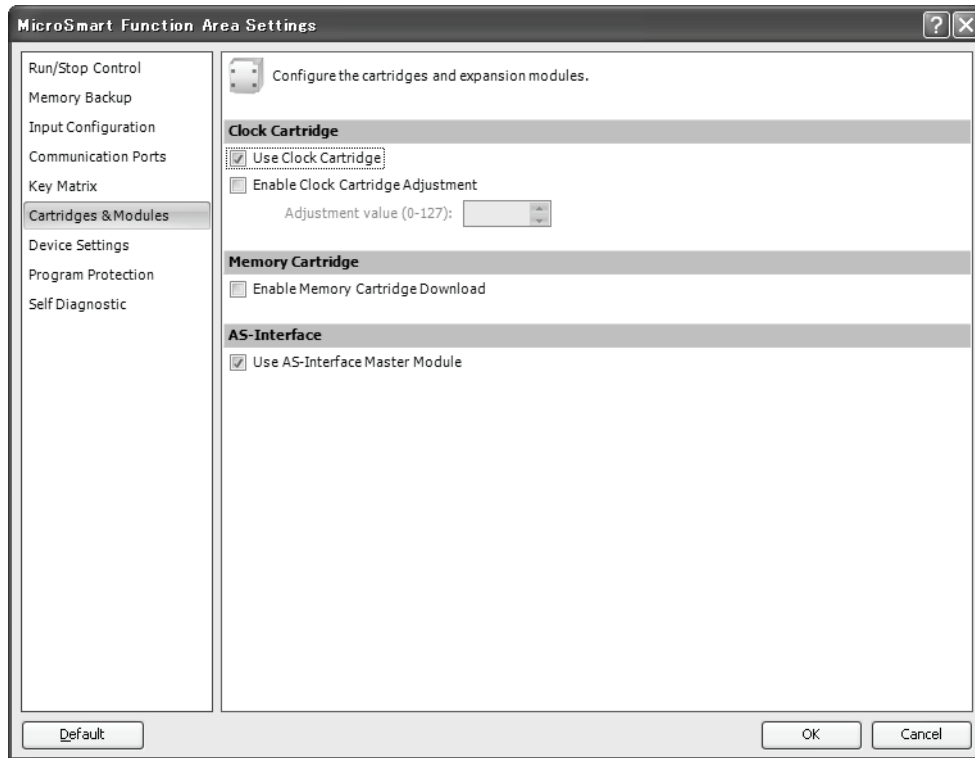 MicroSmart Function Area Settings
Run/Stop Control
Memory Backup
Input Configuration
Communication Ports
Key Matrix
Cartridges & Modules
Device Settings
Program Protection
Self Diagnostic
Configure the cartridges and expansion modules.
Clock Cartridge
Use Clock Cartridge
Enable Clock Cartridge Adjustment
Adjustment value (0-127):
Memory Cartridge
Enable Memory Cartridge Download
AS-Interface
Use AS-Interface Master Module
Default
OK
Cancel